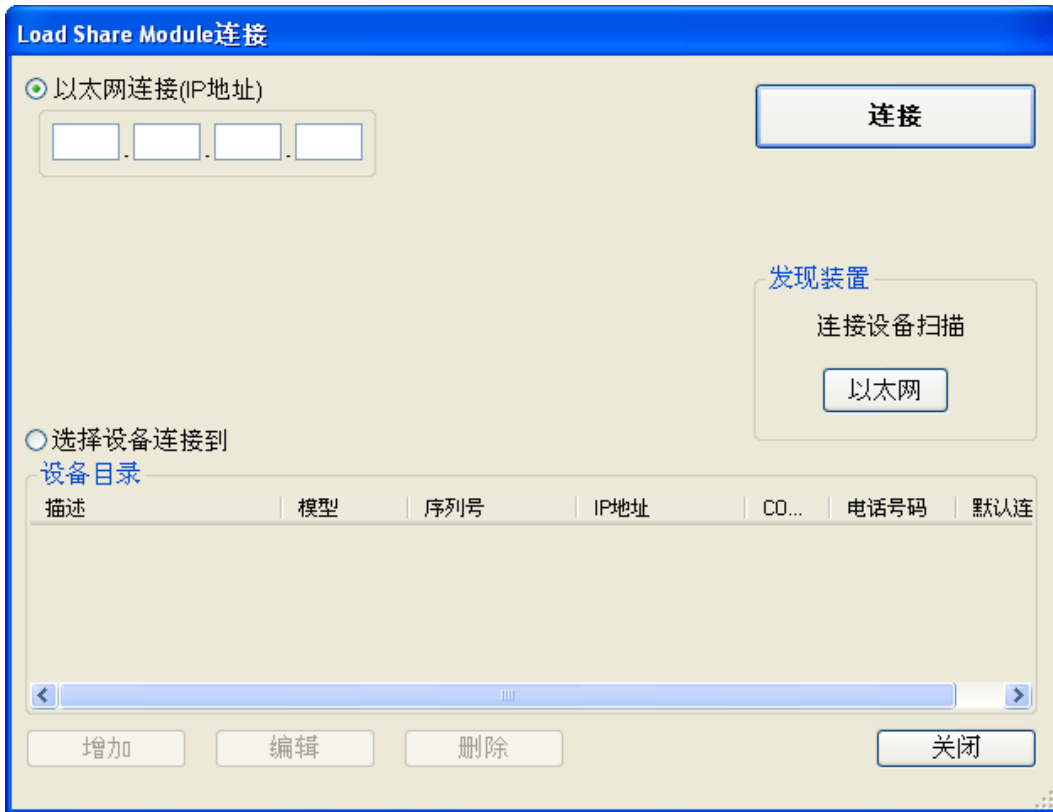 Load Share Module连接
以太网连接(IP地址)
. . .
连接
发现装置
连接设备扫描
以太网
选择设备连接到
设备目录
描述 模型 序列号 IP地址 CO... 电话号码 默认连
增加 编辑 删除 关闭